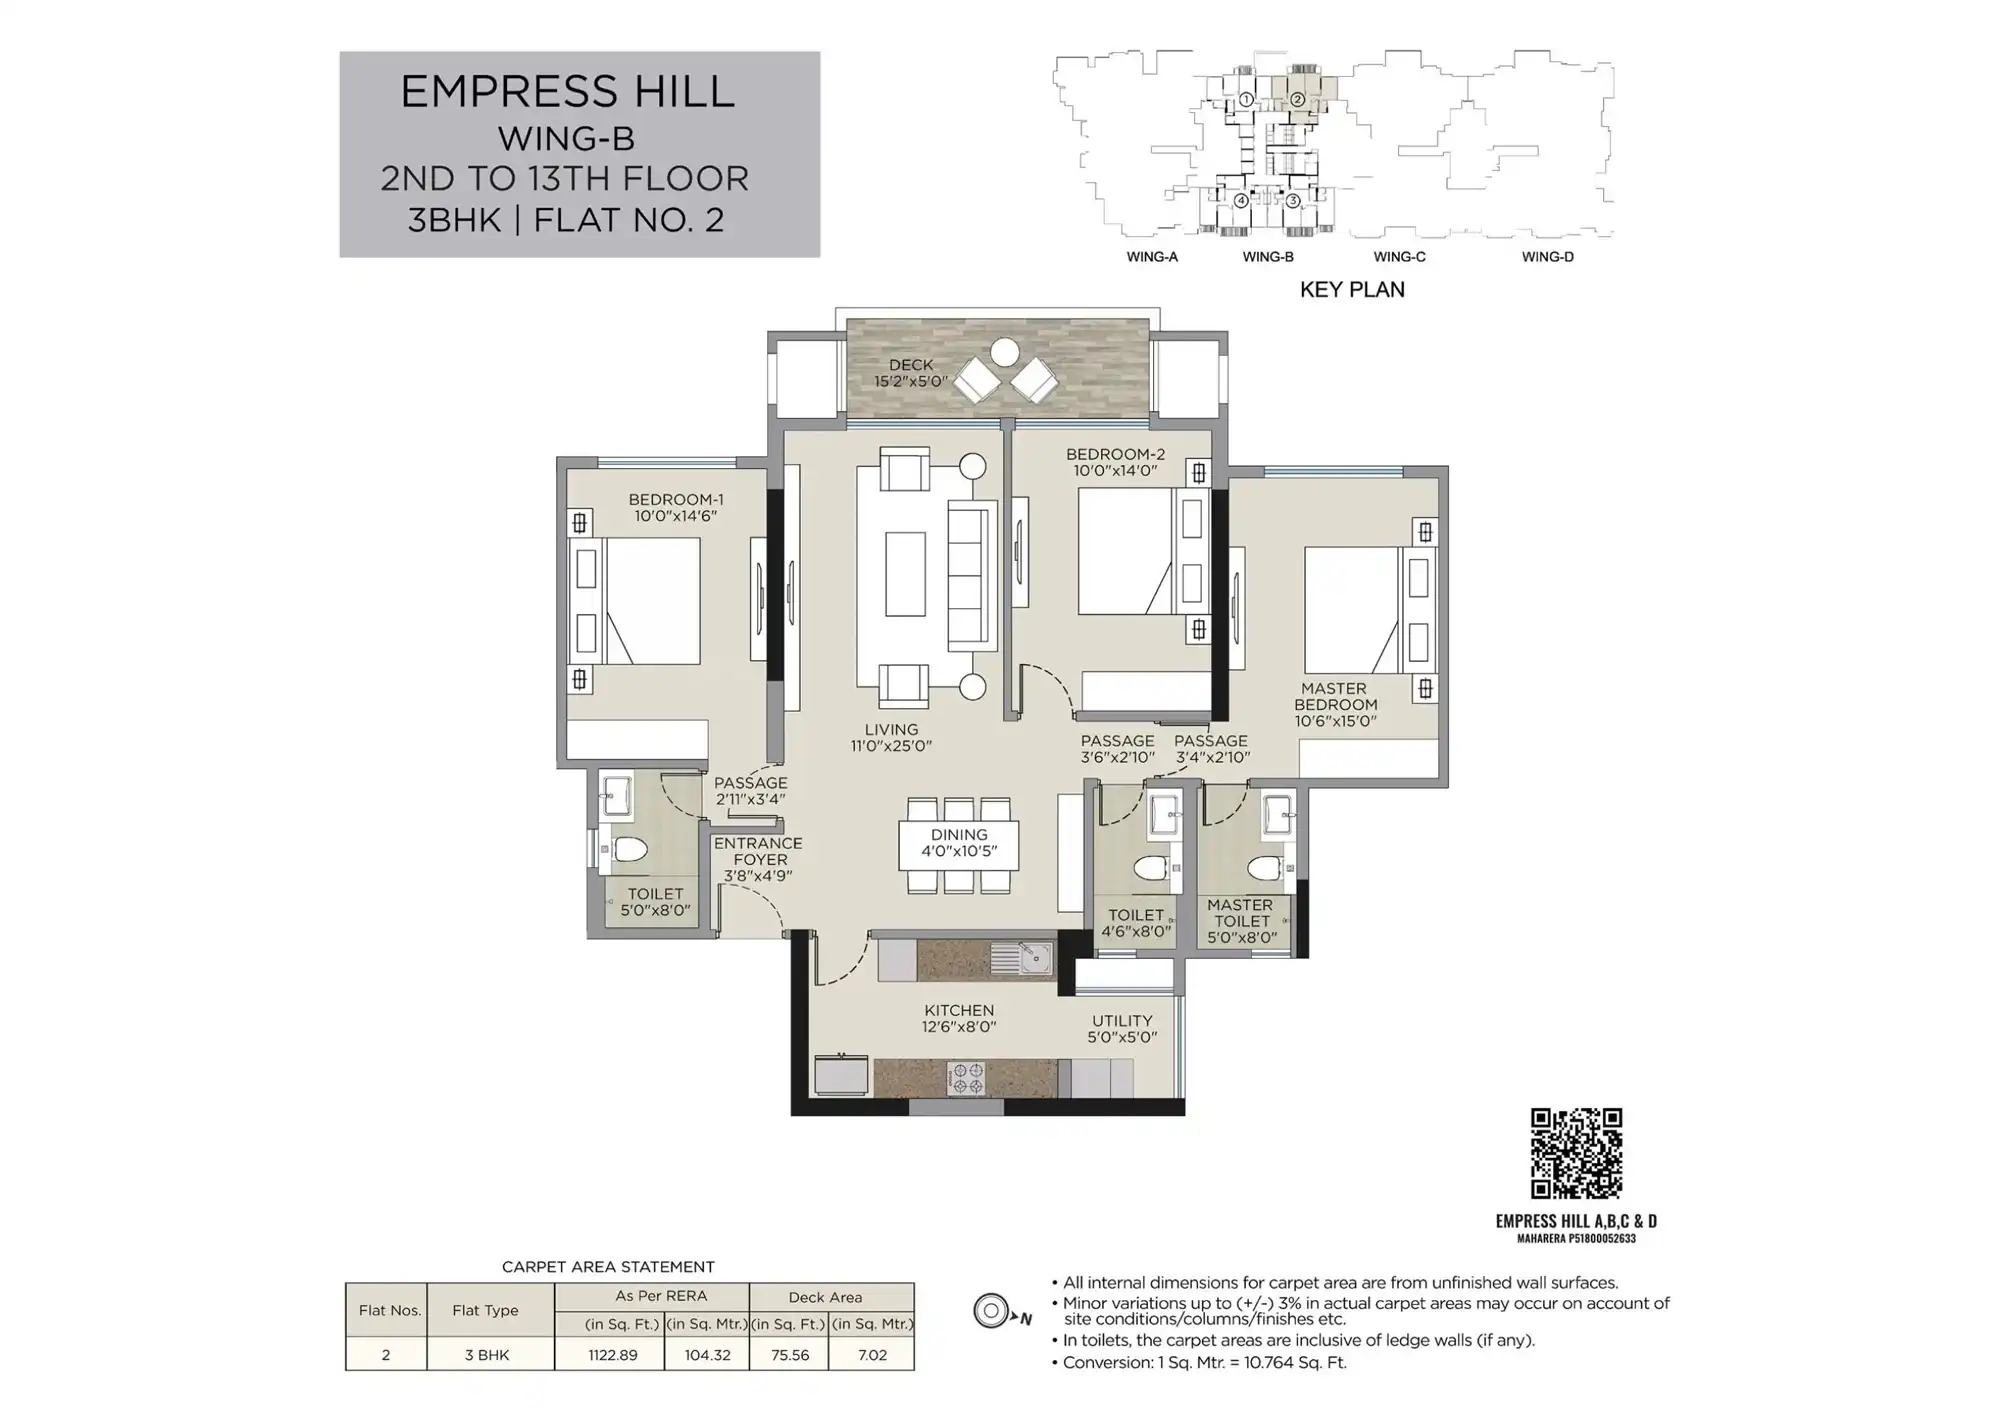 EMPRESS HILL
WING-B
2ND TO 13TH FLOOR
3BHK | FLAT NO. 2
1
2
4
3
WING-A
WING-B
WING-C
WING-D
KEY PLAN
DECK
15'2"x5'0"
BEDROOM-1
10'0"x14'6"
BEDROOM-2
10'0"x14'0"
MASTER
BEDROOM
10'6"x15'0"
LIVING
11'0"x25'0"
PASSAGE
3'6"x2'10"
PASSAGE
3'4"x2'10"
PASSAGE
2'11"x3'4"
ENTRANCE
FOYER
3'8"x4'9"
DINING
4'0"x10'5"
TOILET
5'0"x8'0"
TOILET
4'6"x8'0"
MASTER
TOILET
5'0"x8'0"
KITCHEN
12'6"x8'0"
UTILITY
5'0"x5'0"
EMPRESS HILL A,B,C & D
MAHARERA P51800052633
CARPET AREA STATEMENT
Flat Nos. Flat Type As Per RERA Deck Area
(in Sq. Ft.) (in Sq. Mtr.) (in Sq. Ft.) (in Sq. Mtr.)
2 3 BHK 1122.89 104.32 75.56 7.02
N
• All internal dimensions for carpet area are from unfinished wall surfaces.
• Minor variations up to (+/-) 3% in actual carpet areas may occur on account of
site conditions/columns/finishes etc.
• In toilets, the carpet areas are inclusive of ledge walls (if any).
• Conversion: 1 Sq. Mtr. = 10.764 Sq. Ft.